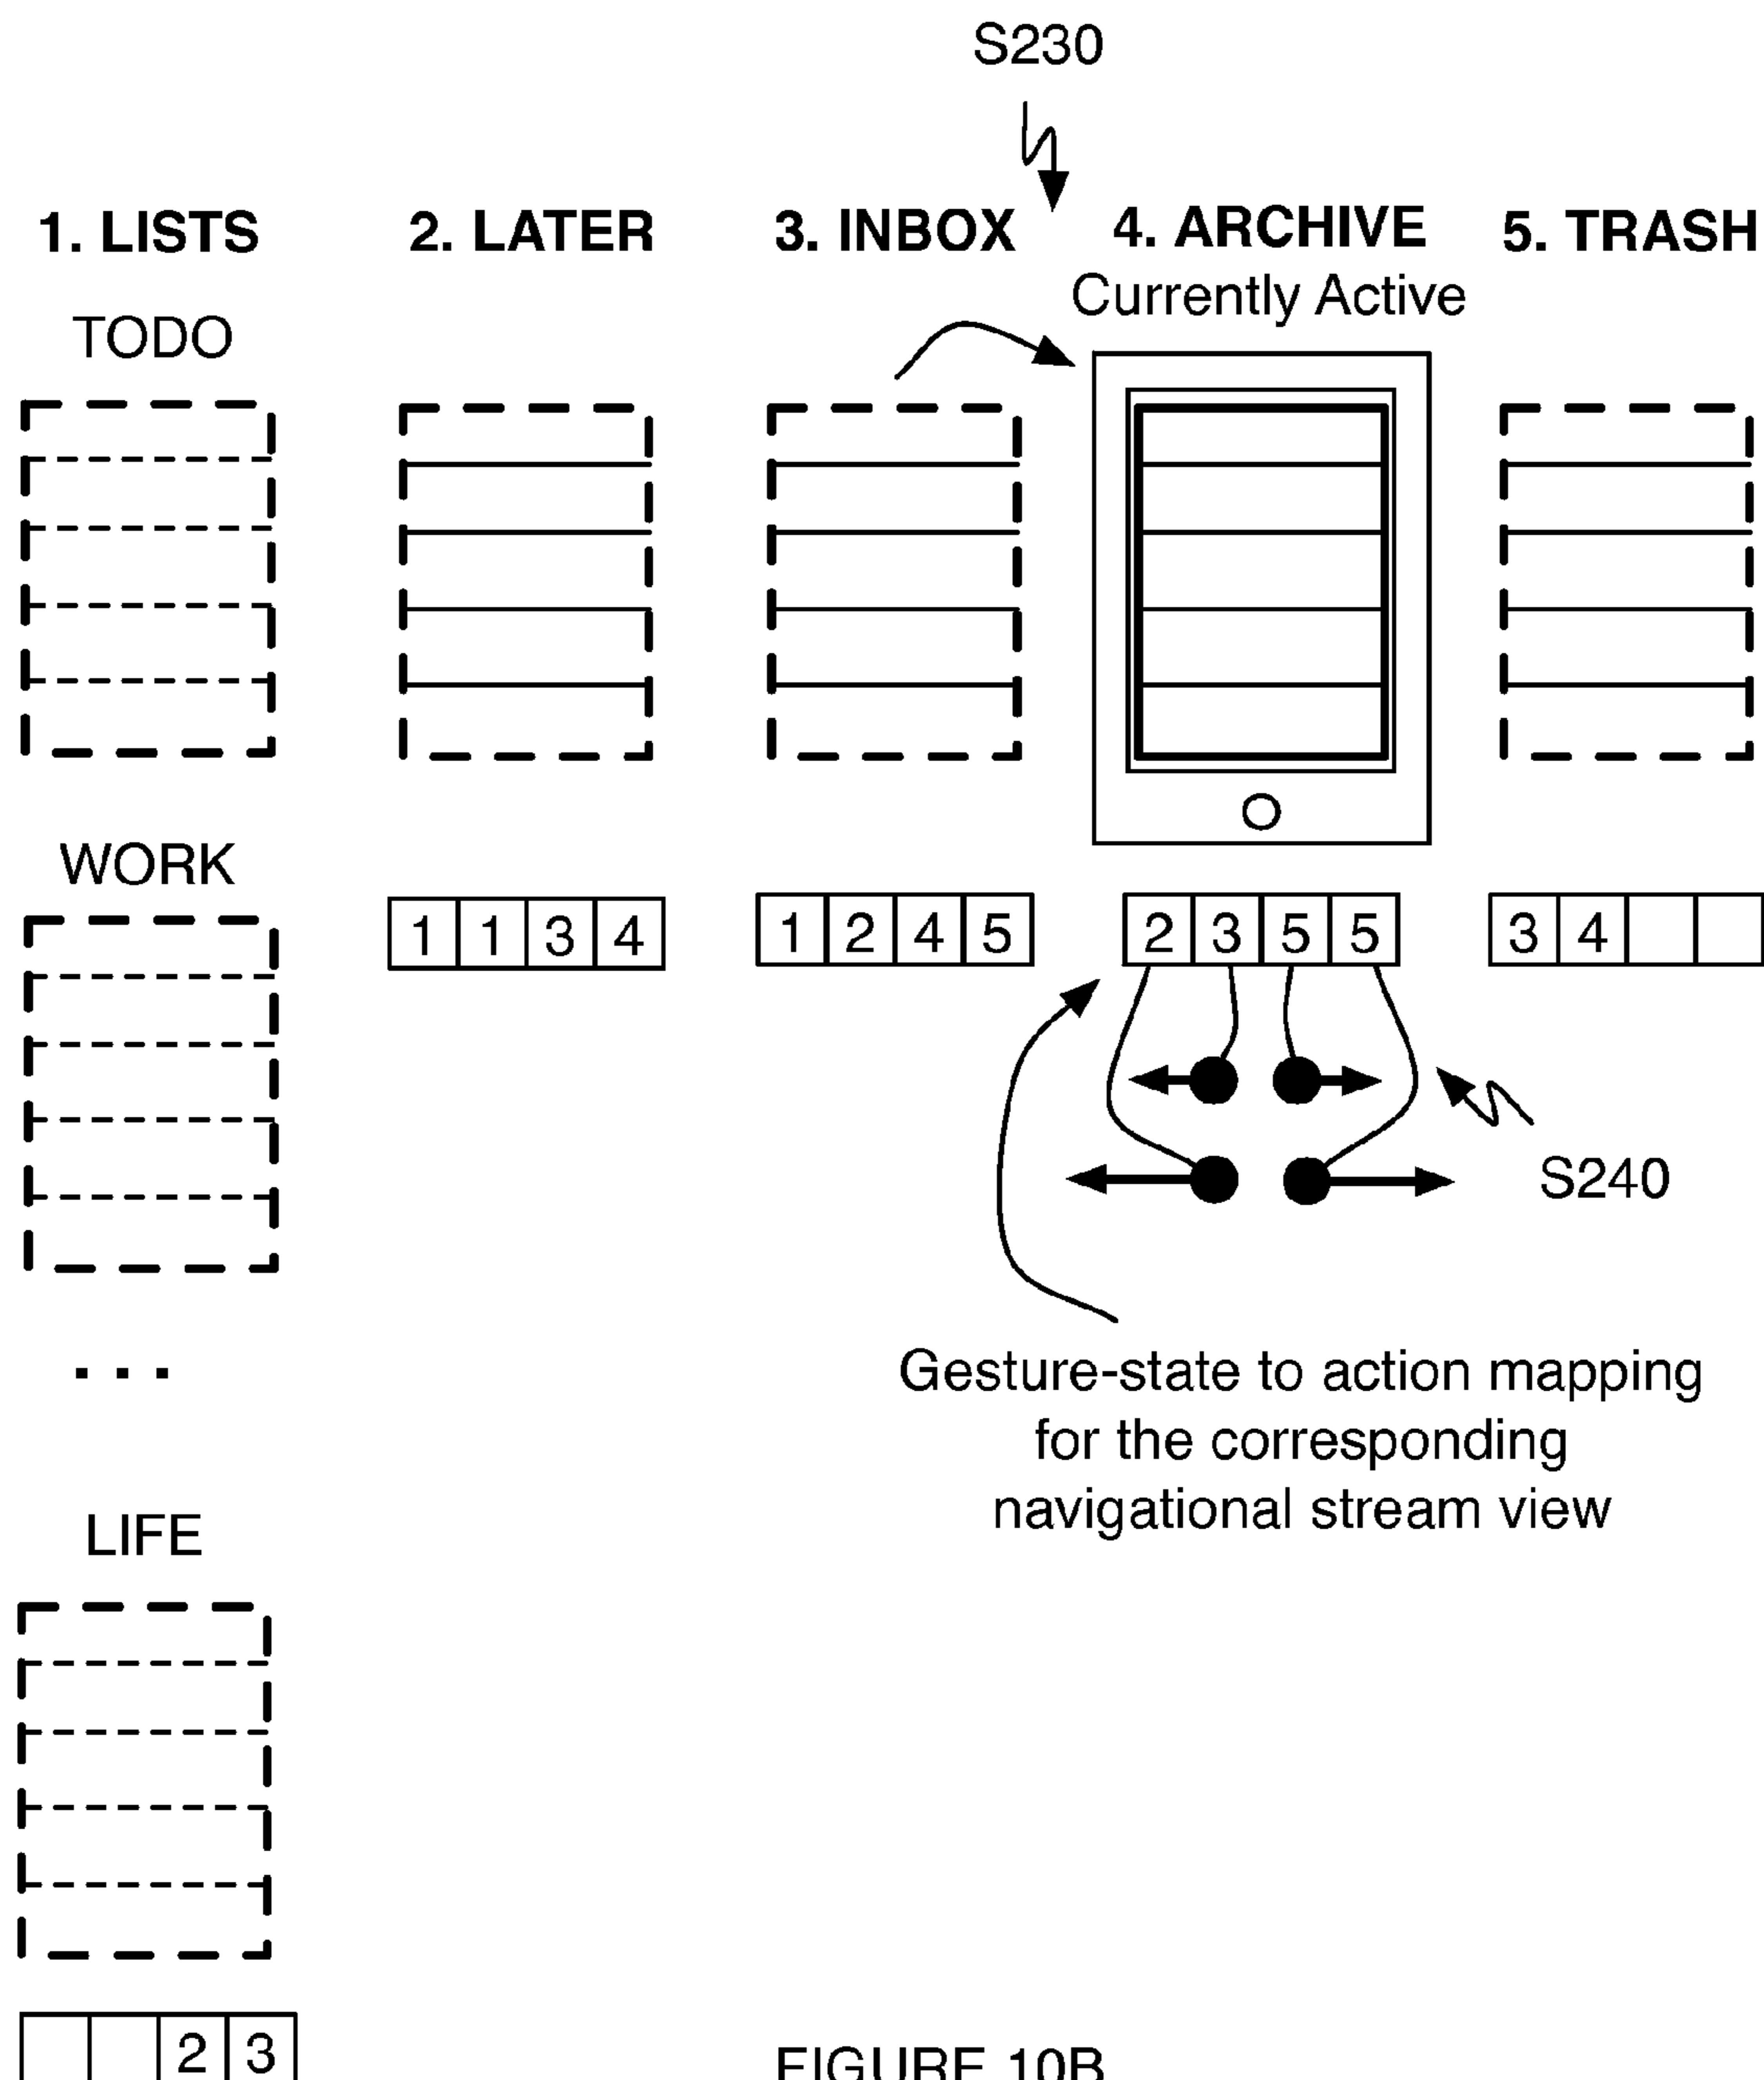 S230
1. LISTS 2. LATER 3. INBOX 4. ARCHIVE 5. TRASH
Currently Active
TODO
WORK
1 1 3 4 1 2 4 5 2 3 5 5 3 4
S240
Gesture-state to action mapping
for the corresponding
navigational stream view
...
LIFE
2 3
FIGURE 10B